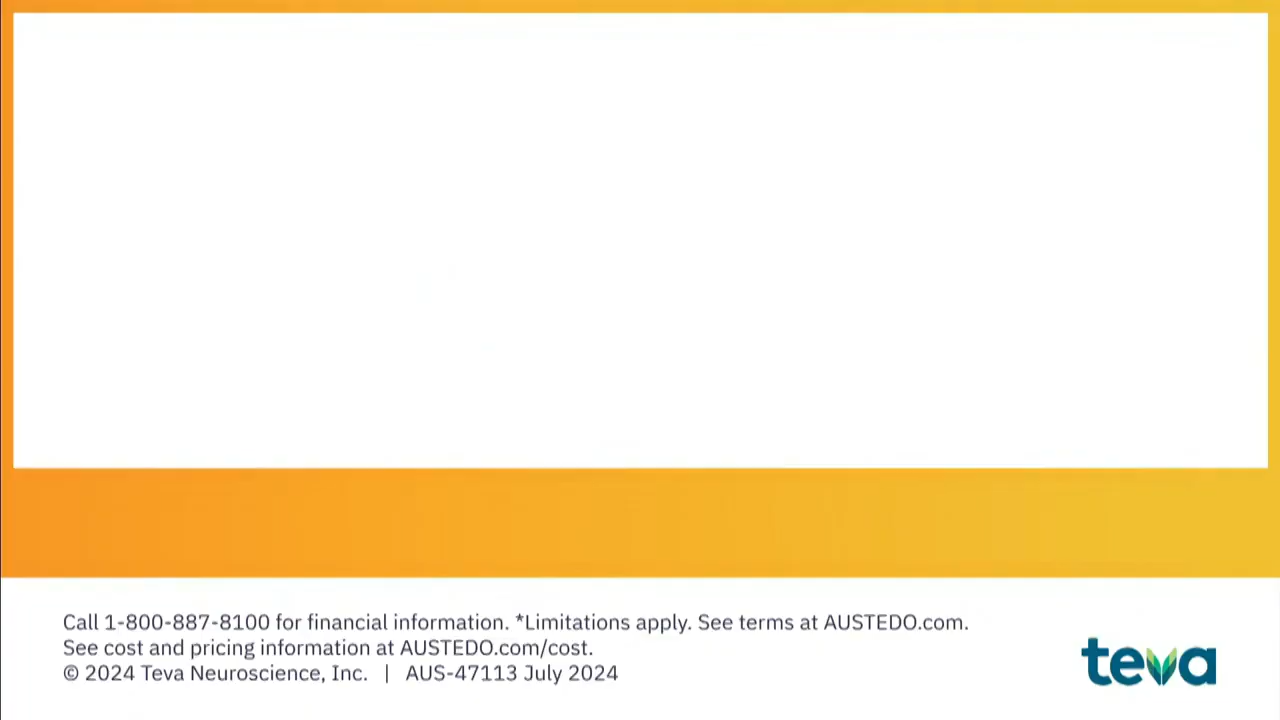 Call 1-800-887-8100 for financial information. *Limitations apply. See terms at AUSTEDO.com.
See cost and pricing information at AUSTEDO.com/cost.
© 2024 Teva Neuroscience, Inc. | AUS-47113 July 2024
teva